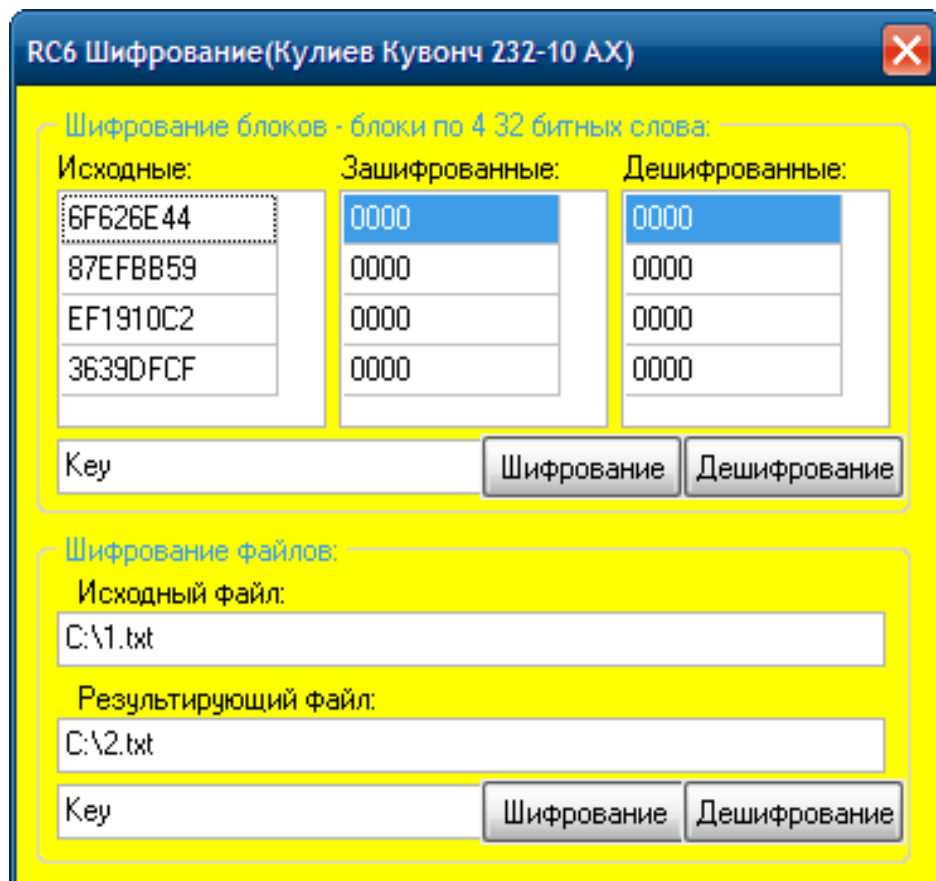 RC6 Шифрование(Кулиев Кувонч 232-10 АХ)
Шифрование блоков - блоки по 4 32 битных слова:
Исходные: Зашифрованные: Дешифрованные:
6F626E44 0000 0000
87EFBB59 0000 0000
EF1910C2 0000 0000
3639DFCF 0000 0000
Key Шифрование Дешифрование
Шифрование файлов:
Исходный файл:
C:\1.txt
Результирующий файл:
C:\2.txt
Key Шифрование Дешифрование